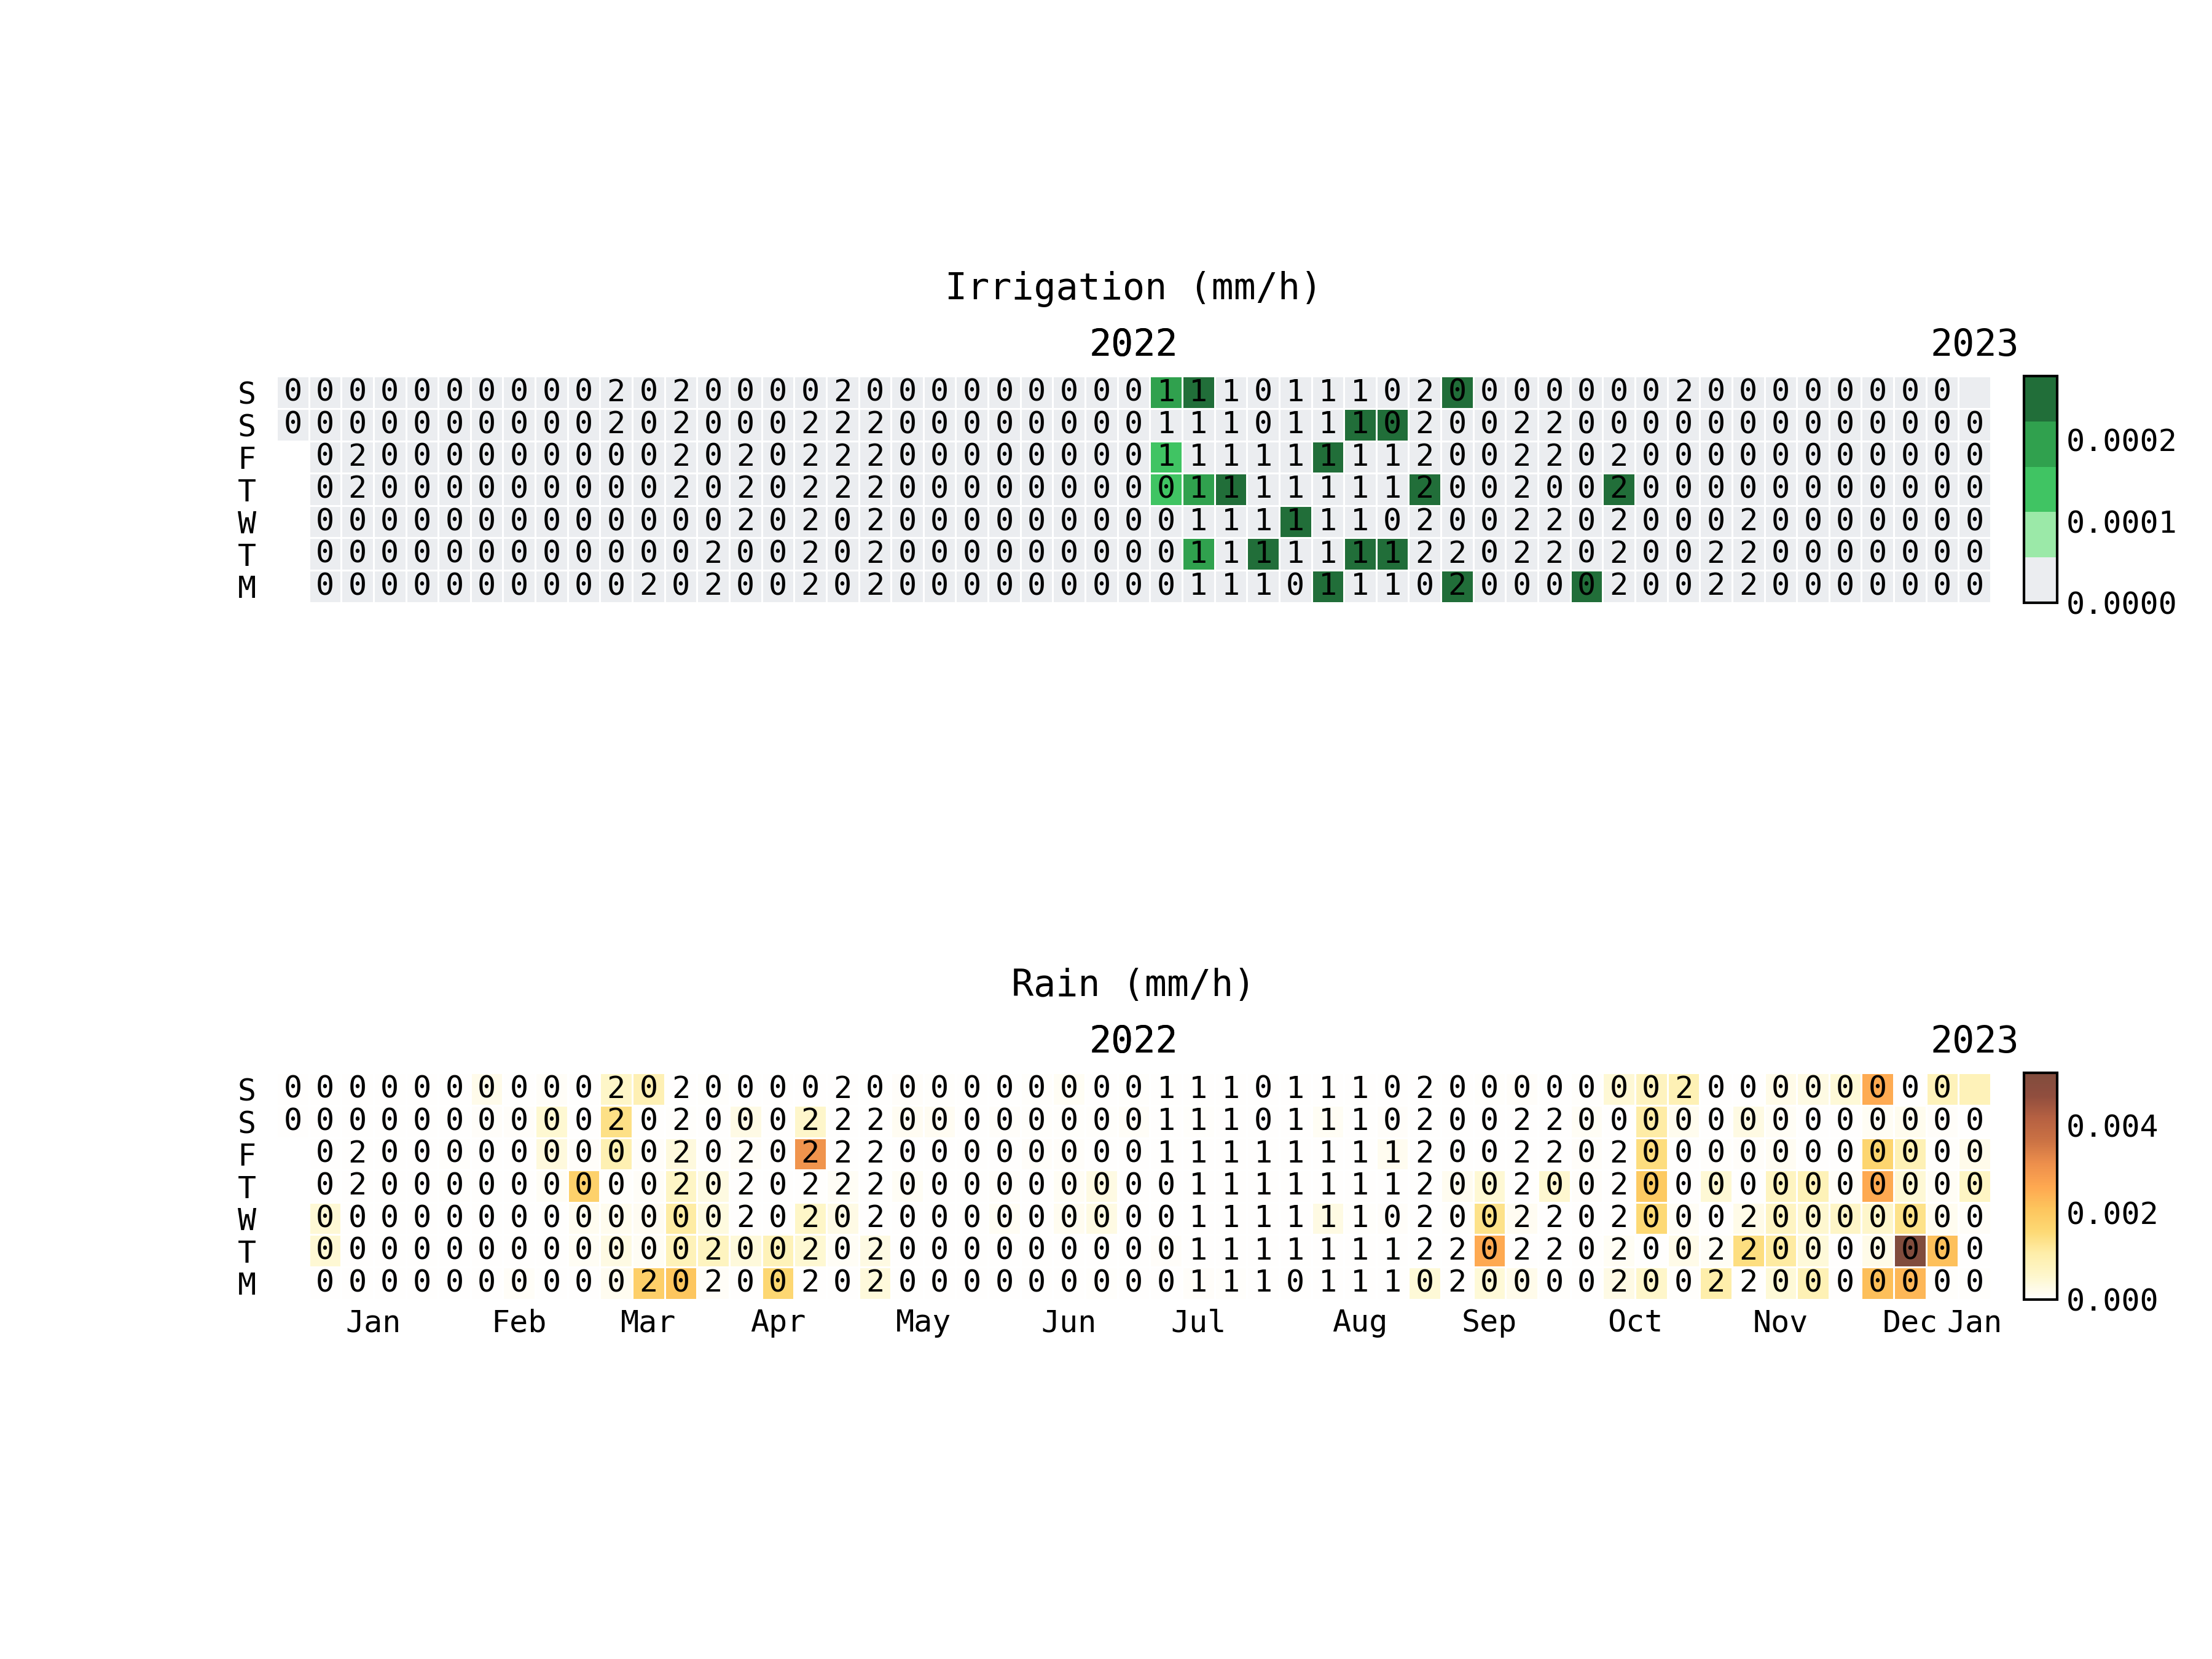 Irrigation (mm/h)
2022 2023
S 0 0 0 0 0 0 0 0 0 0 2 0 2 0 0 0 0 2 0 0 0 0 0 0 0 0 0 1 1 1 0 1 1 1 0 2 0 0 0 0 0 0 0 2 0 0 0 0 0 0 0 0
S 0 0 0 0 0 0 0 0 0 0 2 0 2 0 0 0 2 2 2 0 0 0 0 0 0 0 0 1 1 1 0 1 1 1 0 2 0 0 2 2 0 0 0 0 0 0 0 0 0 0 0 0 0
F 0 2 0 0 0 0 0 0 0 0 0 2 0 2 0 2 2 2 0 0 0 0 0 0 0 0 1 1 1 1 1 1 1 1 2 0 0 2 2 0 2 0 0 0 0 0 0 0 0 0 0 0
T 0 2 0 0 0 0 0 0 0 0 0 2 0 2 0 2 2 2 0 0 0 0 0 0 0 0 0 1 1 1 1 1 1 1 2 0 0 2 0 0 2 0 0 0 0 0 0 0 0 0 0 0
W 0 0 0 0 0 0 0 0 0 0 0 0 0 2 0 2 0 2 0 0 0 0 0 0 0 0 0 1 1 1 1 1 1 0 2 0 0 2 2 0 2 0 0 0 2 0 0 0 0 0 0 0
T 0 0 0 0 0 0 0 0 0 0 0 0 2 0 0 2 0 2 0 0 0 0 0 0 0 0 0 1 1 1 1 1 1 1 2 2 0 2 2 0 2 0 0 2 2 0 0 0 0 0 0 0
M 0 0 0 0 0 0 0 0 0 0 2 0 2 0 0 2 0 2 0 0 0 0 0 0 0 0 0 1 1 1 0 1 1 1 0 2 0 0 0 0 2 0 0 2 2 0 0 0 0 0 0 0
0.0002
0.0001
0.0000
Rain (mm/h)
2022 2023
S 0 0 0 0 0 0 0 0 0 0 2 0 2 0 0 0 0 2 0 0 0 0 0 0 0 0 0 1 1 1 0 1 1 1 0 2 0 0 0 0 0 0 0 2 0 0 0 0 0 0 0 0
S 0 0 0 0 0 0 0 0 0 0 2 0 2 0 0 0 2 2 2 0 0 0 0 0 0 0 0 1 1 1 0 1 1 1 0 2 0 0 2 2 0 0 0 0 0 0 0 0 0 0 0 0 0
F 0 2 0 0 0 0 0 0 0 0 0 2 0 2 0 2 2 2 0 0 0 0 0 0 0 0 1 1 1 1 1 1 1 1 2 0 0 2 2 0 2 0 0 0 0 0 0 0 0 0 0 0
T 0 2 0 0 0 0 0 0 0 0 0 2 0 2 0 2 2 2 0 0 0 0 0 0 0 0 0 1 1 1 1 1 1 1 2 0 0 2 0 0 2 0 0 0 0 0 0 0 0 0 0 0
W 0 0 0 0 0 0 0 0 0 0 0 0 0 2 0 2 0 2 0 0 0 0 0 0 0 0 0 1 1 1 1 1 1 0 2 0 0 2 2 0 2 0 0 0 2 0 0 0 0 0 0 0
T 0 0 0 0 0 0 0 0 0 0 0 0 2 0 0 2 0 2 0 0 0 0 0 0 0 0 0 1 1 1 1 1 1 1 2 2 0 2 2 0 2 0 0 2 2 0 0 0 0 0 0 0
M 0 0 0 0 0 0 0 0 0 0 2 0 2 0 0 2 0 2 0 0 0 0 0 0 0 0 0 1 1 1 0 1 1 1 0 2 0 0 0 0 2 0 0 2 2 0 0 0 0 0 0 0
0.004
0.002
0.000
Jan Feb Mar Apr May Jun Jul Aug Sep Oct Nov Dec Jan